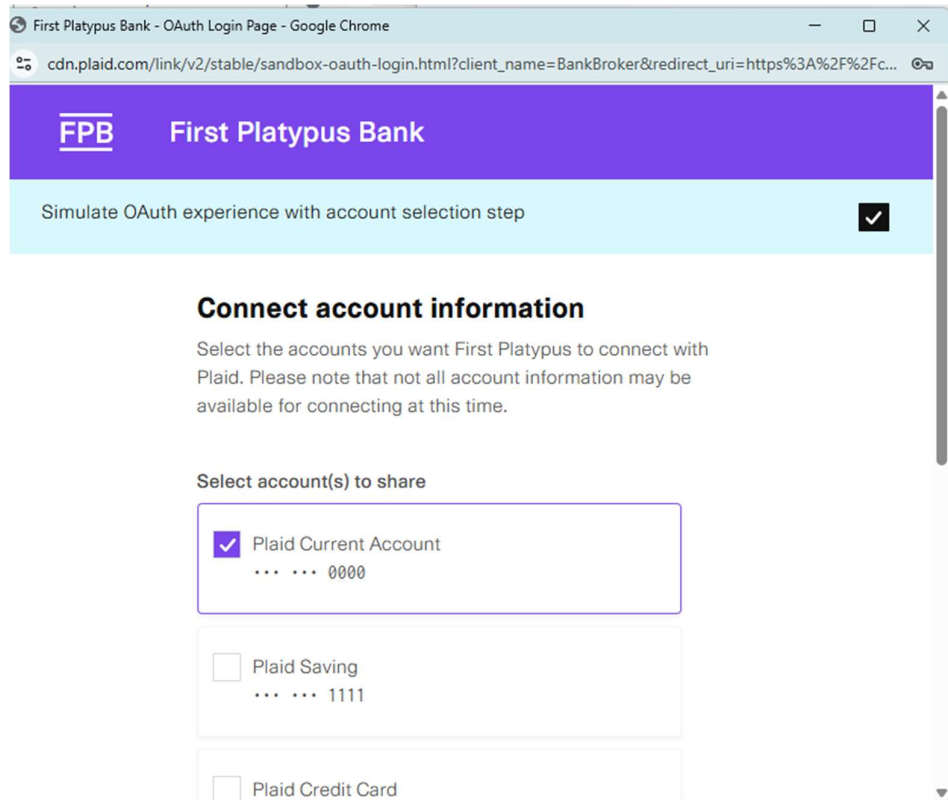 First Platypus Bank - OAuth Login Page - Google Chrome
cdn.plaid.com/link/v2/stable/sandbox-oauth-login.html?client_name=BankBroker&redirect_uri=https%3A%2F%2Fc...
FPB First Platypus Bank
Simulate OAuth experience with account selection step
Connect account information
Select the accounts you want First Platypus to connect with
Plaid. Please note that not all account information may be
available for connecting at this time.
Select account(s) to share
Plaid Current Account
••• ••• 0000
Plaid Saving
••• ••• 1111
Plaid Credit Card